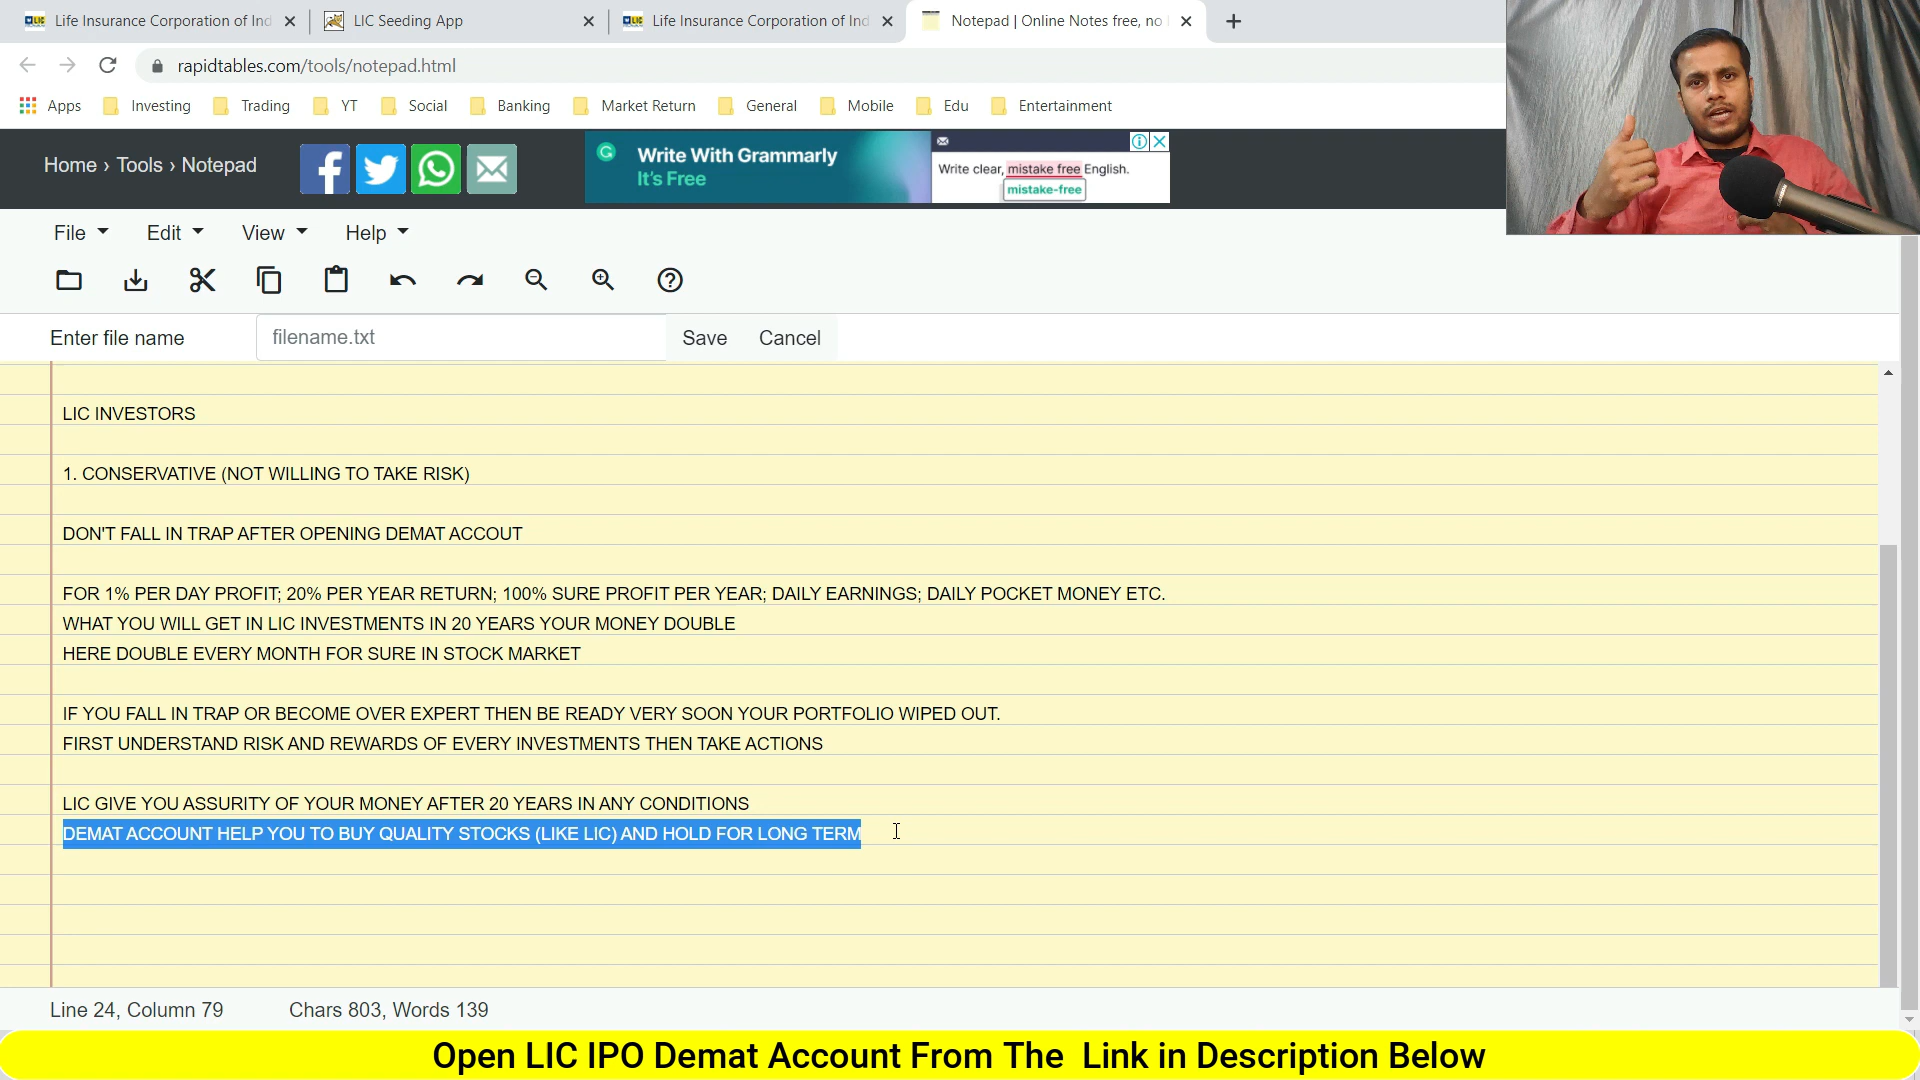 Life Insurance Corporation of Ind
LIC Seeding App
Life Insurance Corporation of Ind
Notepad | Online Notes free, no
rapidtables.com/tools/notepad.html
Apps
Investing
Trading
YT
Social
Banking
Market Return
General
Mobile
Edu
Entertainment
Home › Tools › Notepad
Write With Grammarly
It's Free
Write clear, mistake free English.
mistake-free
File
Edit
View
Help
Enter file name
filename.txt
Save
Cancel
LIC INVESTORS
1. CONSERVATIVE (NOT WILLING TO TAKE RISK)
DON'T FALL IN TRAP AFTER OPENING DEMAT ACCOUT
FOR 1% PER DAY PROFIT; 20% PER YEAR RETURN; 100% SURE PROFIT PER YEAR; DAILY EARNINGS; DAILY POCKET MONEY ETC.
WHAT YOU WILL GET IN LIC INVESTMENTS IN 20 YEARS YOUR MONEY DOUBLE
HERE DOUBLE EVERY MONTH FOR SURE IN STOCK MARKET
IF YOU FALL IN TRAP OR BECOME OVER EXPERT THEN BE READY VERY SOON YOUR PORTFOLIO WIPED OUT.
FIRST UNDERSTAND RISK AND REWARDS OF EVERY INVESTMENTS THEN TAKE ACTIONS
LIC GIVE YOU ASSURITY OF YOUR MONEY AFTER 20 YEARS IN ANY CONDITIONS
DEMAT ACCOUNT HELP YOU TO BUY QUALITY STOCKS (LIKE LIC) AND HOLD FOR LONG TERM
Line 24, Column 79
Chars 803, Words 139
Open LIC IPO Demat Account From The Link in Description Below